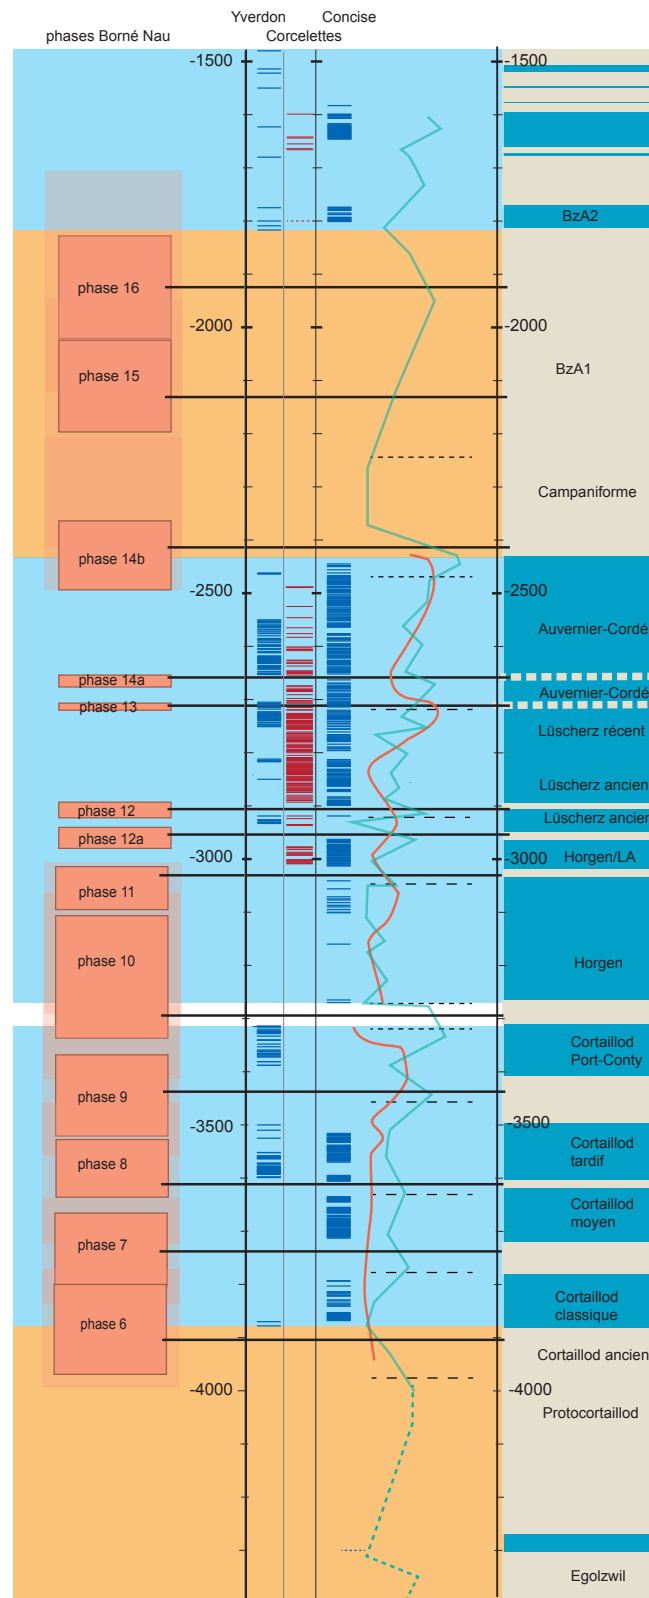 Yverdon
Concise
phases Borné Nau
Corcelettes
-1500
-1500
BzA2
phase 16
-2000
-2000
phase 15
BzA1
Campaniforme
phase 14b
-2500
-2500
Auvernier-Cordé
phase 14a
Auvernier-Cordé
phase 13
Lüscherz récent
Lüscherz ancien
phase 12
Lüscherz ancien
phase 12a
-3000
-3000
Horgen/LA
phase 11
phase 10
Horgen
Cortaillod
Port-Conty
phase 9
-3500
-3500
Cortaillod
tardif
phase 8
Cortaillod
moyen
phase 7
Cortaillod
classique
phase 6
Cortaillod ancien
-4000
-4000
Protocortaillod
Egolzwil